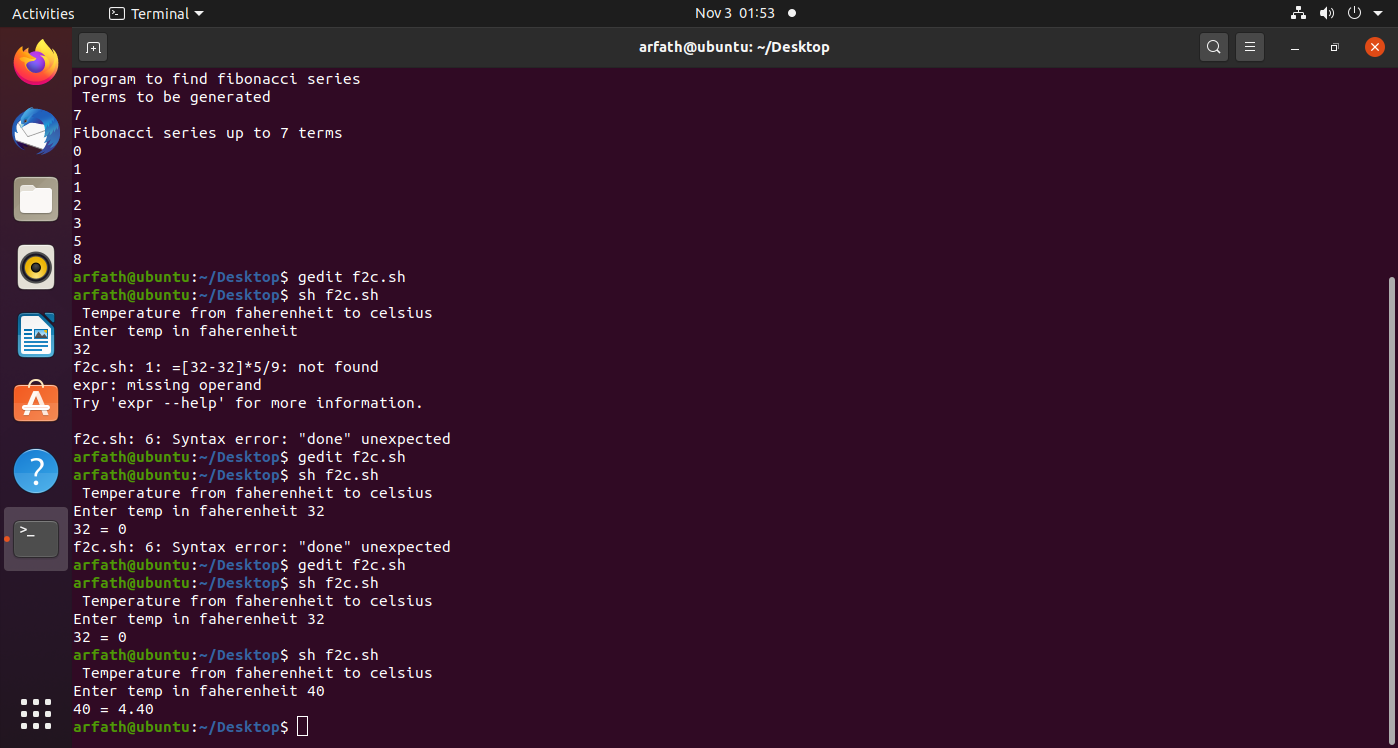 Activities
Terminal
Nov 3 01:53
arfath@ubuntu: ~/Desktop
program to find fibonacci series
Terms to be generated
7
Fibonacci series up to 7 terms
0
1
1
2
3
5
8
arfath@ubuntu:~/Desktop$ gedit f2c.sh
arfath@ubuntu:~/Desktop$ sh f2c.sh
Temperature from faherenheit to celsius
Enter temp in faherenheit
32
f2c.sh: 1: =[32-32]*5/9: not found
expr: missing operand
Try 'expr --help' for more information.
f2c.sh: 6: Syntax error: "done" unexpected
arfath@ubuntu:~/Desktop$ gedit f2c.sh
arfath@ubuntu:~/Desktop$ sh f2c.sh
Temperature from faherenheit to celsius
Enter temp in faherenheit 32
32 = 0
f2c.sh: 6: Syntax error: "done" unexpected
arfath@ubuntu:~/Desktop$ gedit f2c.sh
arfath@ubuntu:~/Desktop$ sh f2c.sh
Temperature from faherenheit to celsius
Enter temp in faherenheit 32
32 = 0
arfath@ubuntu:~/Desktop$ sh f2c.sh
Temperature from faherenheit to celsius
Enter temp in faherenheit 40
40 = 4.40
arfath@ubuntu:~/Desktop$